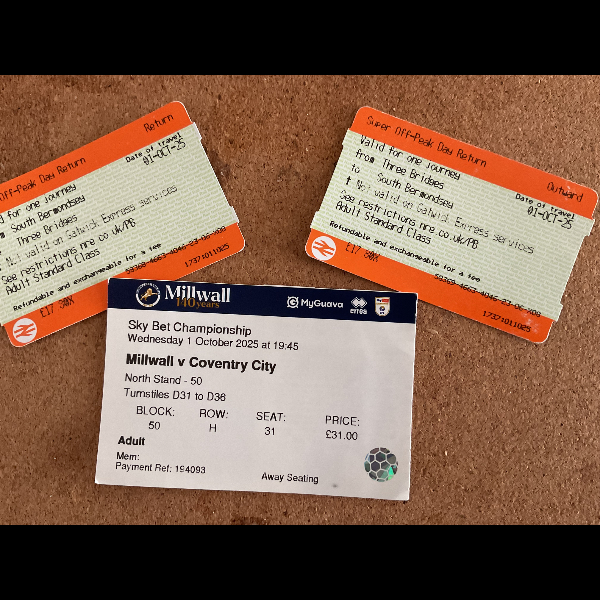 Return
Off-Peak Day Return
Date of travel
01-OCT-25
for one journey
South Bermondsey
Three Bridges
Not valid on Gatwick Express services
See restrictions nre.co.uk/PB
Adult Standard Class
Refundable and exchangeable for a fee
17371011025
£17.30X
Super Off-Peak Day Return
Outward
Valid for one journey
from Three Bridges
to South Bermondsey
Date of travel
01-OCT-25
Not valid on Gatwick Express services
See restrictions nre.co.uk/PB
Adult Standard Class
Refundable and exchangeable for a fee
17371011025
£17.30X
Millwall
140 years
MyGuava
errea
Sky Bet Championship
Wednesday 1 October 2025 at 19:45
Millwall v Coventry City
North Stand - 50
Turnstiles D31 to D36
BLOCK: ROW: SEAT: PRICE:
50 H 31 £31.00
Adult
Mem:
Payment Ref: 194093
Away Seating